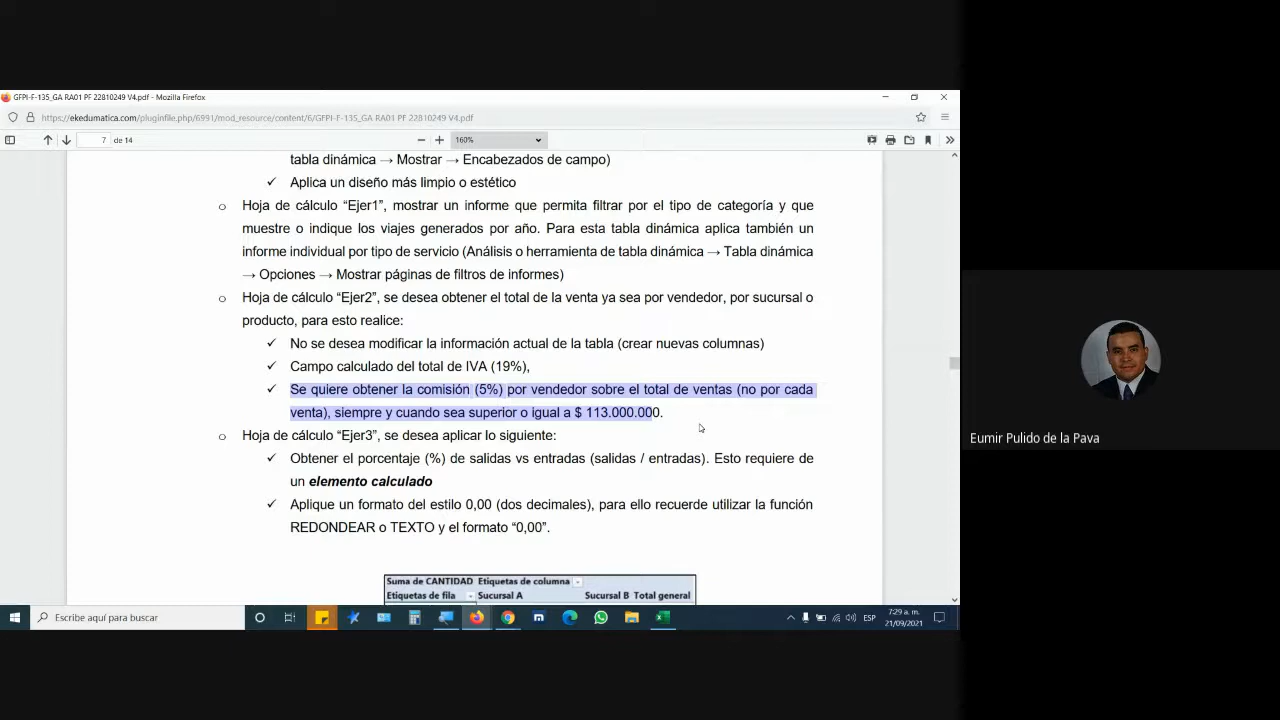 GFPI-F-135_GA RA01 PF 22810249 V4.pdf - Mozilla Firefox
https://ekedumatica.com/pluginfile.php/6991/mod_resource/content/6/GFPI-F-135_GA RA01 PF 22810249 V4.pdf
7 de 14
160%
tabla dinámica → Mostrar → Encabezados de campo)
✓ Aplica un diseño más limpio o estético
o Hoja de cálculo “Ejer1”, mostrar un informe que permita filtrar por el tipo de categoría y que
muestre o indique los viajes generados por año. Para esta tabla dinámica aplica también un
informe individual por tipo de servicio (Análisis o herramienta de tabla dinámica → Tabla dinámica
→ Opciones → Mostrar páginas de filtros de informes)
o Hoja de cálculo “Ejer2”, se desea obtener el total de la venta ya sea por vendedor, por sucursal o
producto, para esto realice:
✓ No se desea modificar la información actual de la tabla (crear nuevas columnas)
✓ Campo calculado del total de IVA (19%),
✓ Se quiere obtener la comisión (5%) por vendedor sobre el total de ventas (no por cada
venta), siempre y cuando sea superior o igual a $ 113.000.000.
o Hoja de cálculo “Ejer3”, se desea aplicar lo siguiente:
✓ Obtener el porcentaje (%) de salidas vs entradas (salidas / entradas). Esto requiere de
un elemento calculado
✓ Aplique un formato del estilo 0,00 (dos decimales), para ello recuerde utilizar la función
REDONDEAR o TEXTO y el formato “0,00”.
Suma de CANTIDAD Etiquetas de columna
Etiquetas de fila Sucursal A Sucursal B Total general
Escribe aquí para buscar
ESP
7:29 a. m.
21/09/2021
Eumir Pulido de la Pava